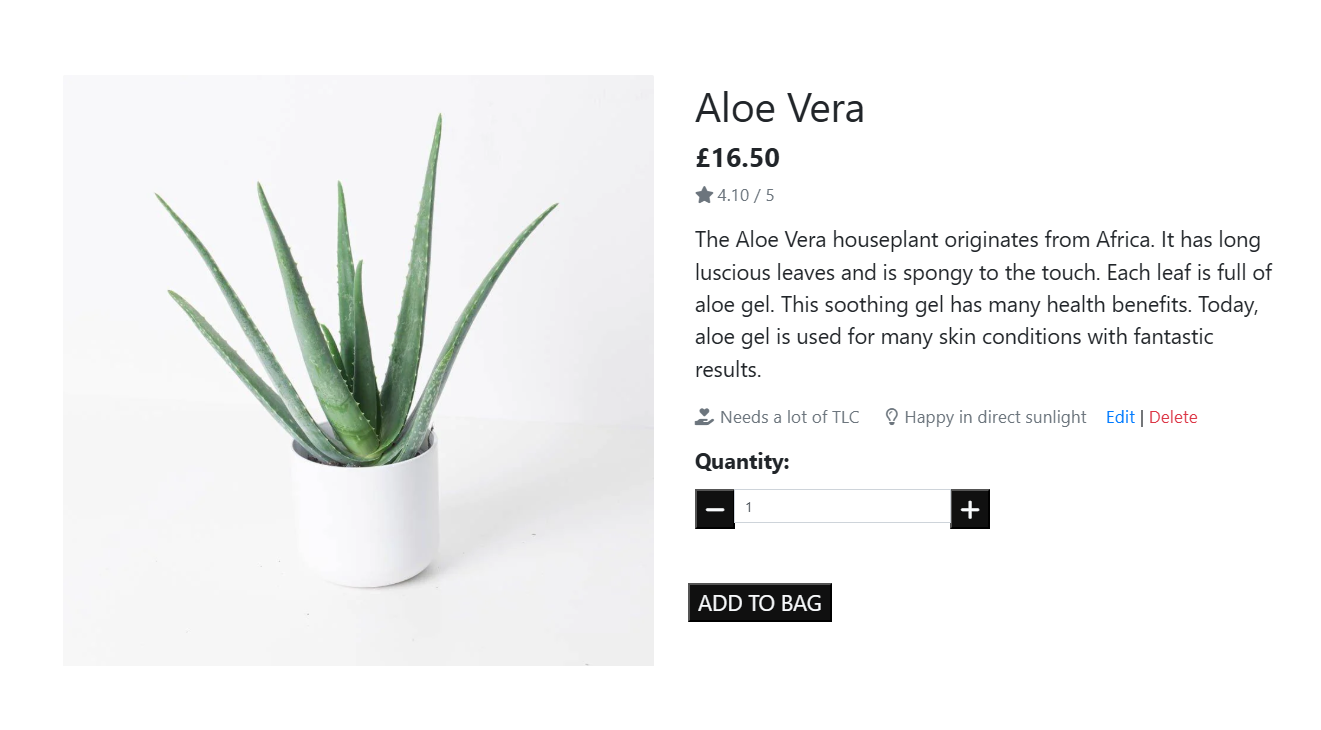 Aloe Vera
£16.50
4.10 / 5
The Aloe Vera houseplant originates from Africa. It has long
luscious leaves and is spongy to the touch. Each leaf is full of
aloe gel. This soothing gel has many health benefits. Today,
aloe gel is used for many skin conditions with fantastic
results.
Needs a lot of TLC Happy in direct sunlight Edit | Delete
Quantity:
1
ADD TO BAG